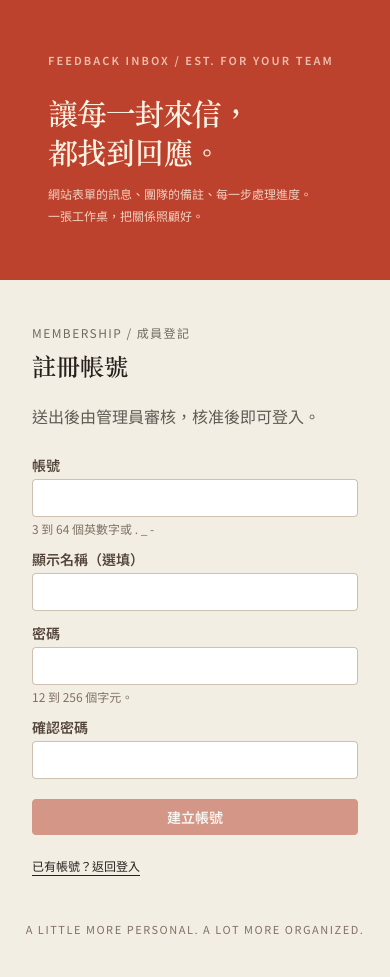 FEEDBACK INBOX / EST. FOR YOUR TEAM
讓每一封來信，
都找到回應。
網站表單的訊息、團隊的備註、每一步處理進度。
一張工作桌，把關係照顧好。
MEMBERSHIP / 成員登記
註冊帳號
送出後由管理員審核，核准後即可登入。
帳號
3 到 64 個英數字或 . _ -
顯示名稱（選填）
密碼
12 到 256 個字元。
確認密碼
建立帳號
已有帳號？返回登入
A LITTLE MORE PERSONAL. A LOT MORE ORGANIZED.